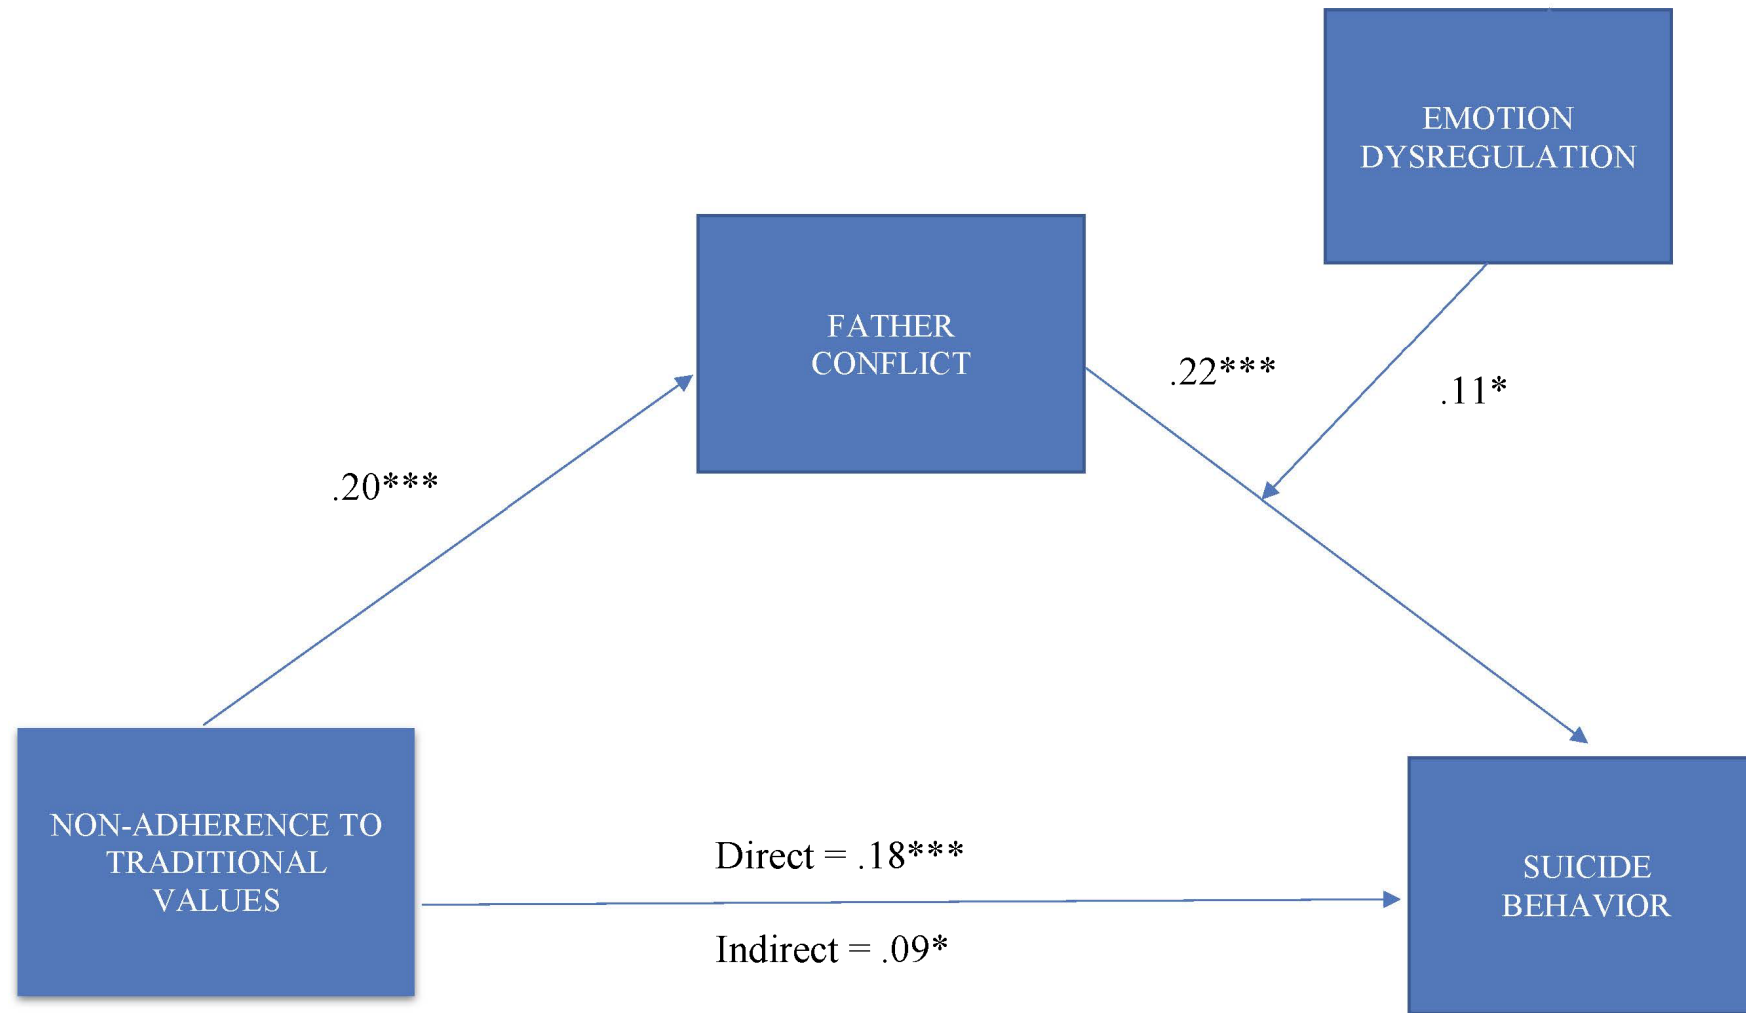 EMOTION
DYSREGULATION
FATHER
CONFLICT
.22***
.11*
.20***
NON-ADHERENCE TO
TRADITIONAL
VALUES
Direct = .18***
Indirect = .09*
SUICIDE
BEHAVIOR